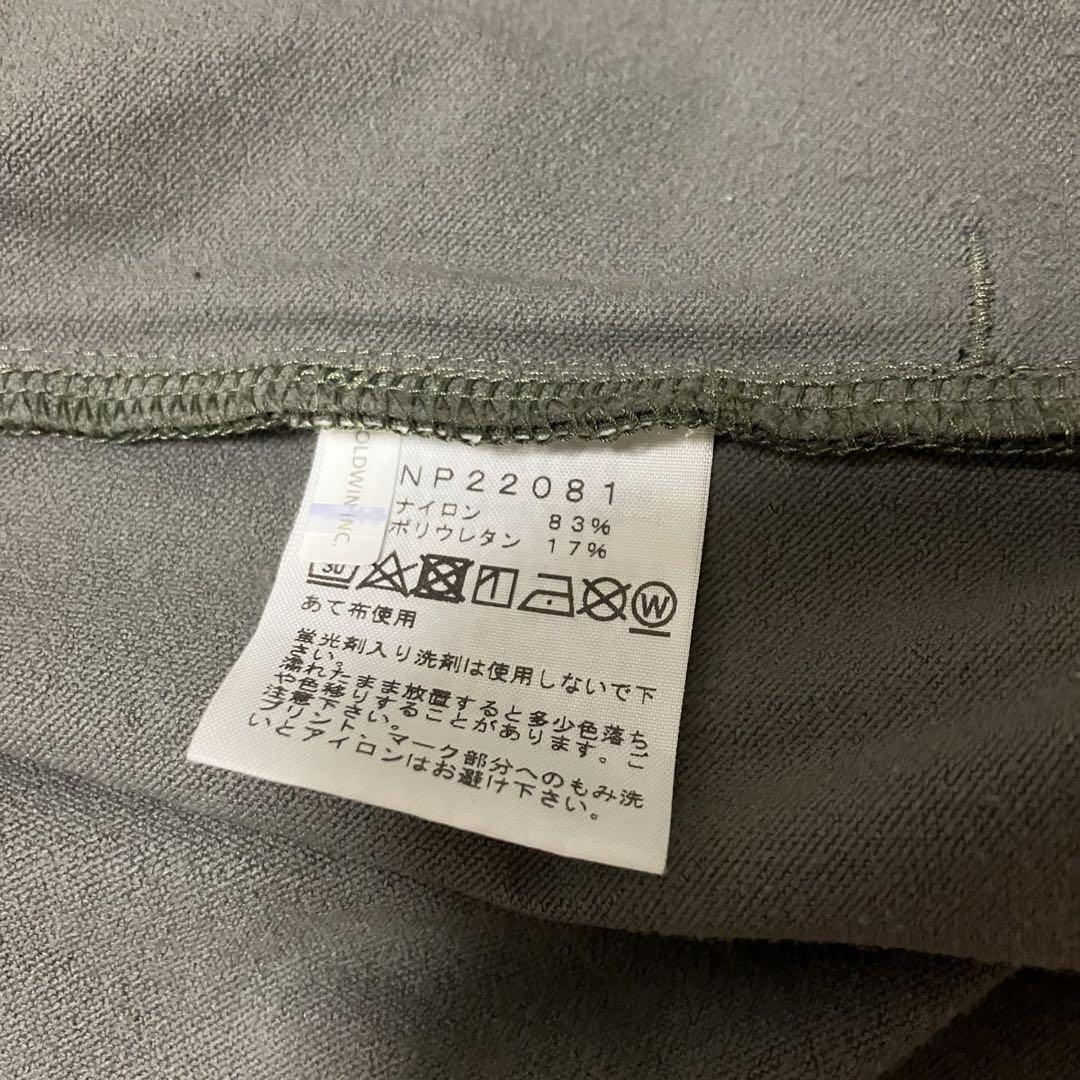 OLDWIN INC.
NP22081
ナイロン 83%
ポリウレタン 17%
30
W
あて布使用
蛍光剤入り洗剤は使用しないで下
さい。
濡れたまま放置すると多少色落ち
や色移りすることがあります。ご
注意下さい。
プリント、マーク部分へのもみ洗
いとアイロンはお避け下さい。